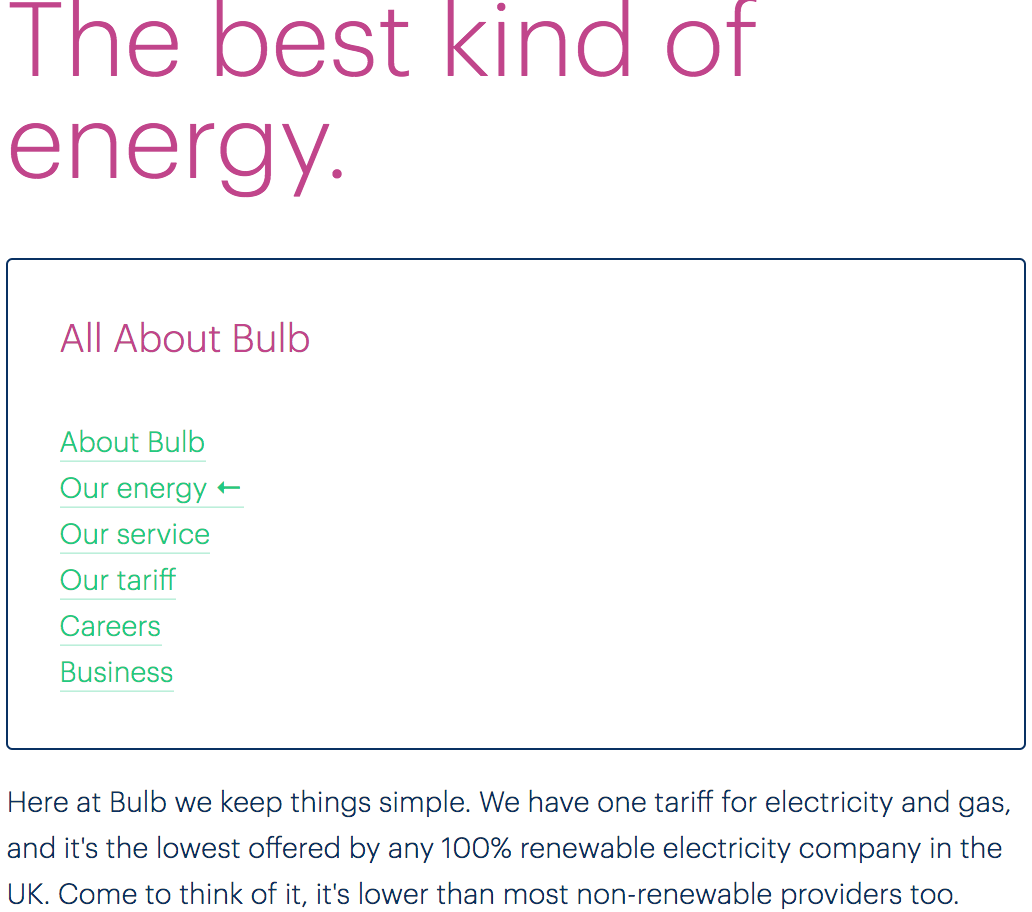 The best kind of
energy.
All About Bulb
About Bulb
Our energy ←
Our service
Our tariff
Careers
Business
Here at Bulb we keep things simple. We have one tariff for electricity and gas,
and it's the lowest offered by any 100% renewable electricity company in the
UK. Come to think of it, it's lower than most non-renewable providers too.